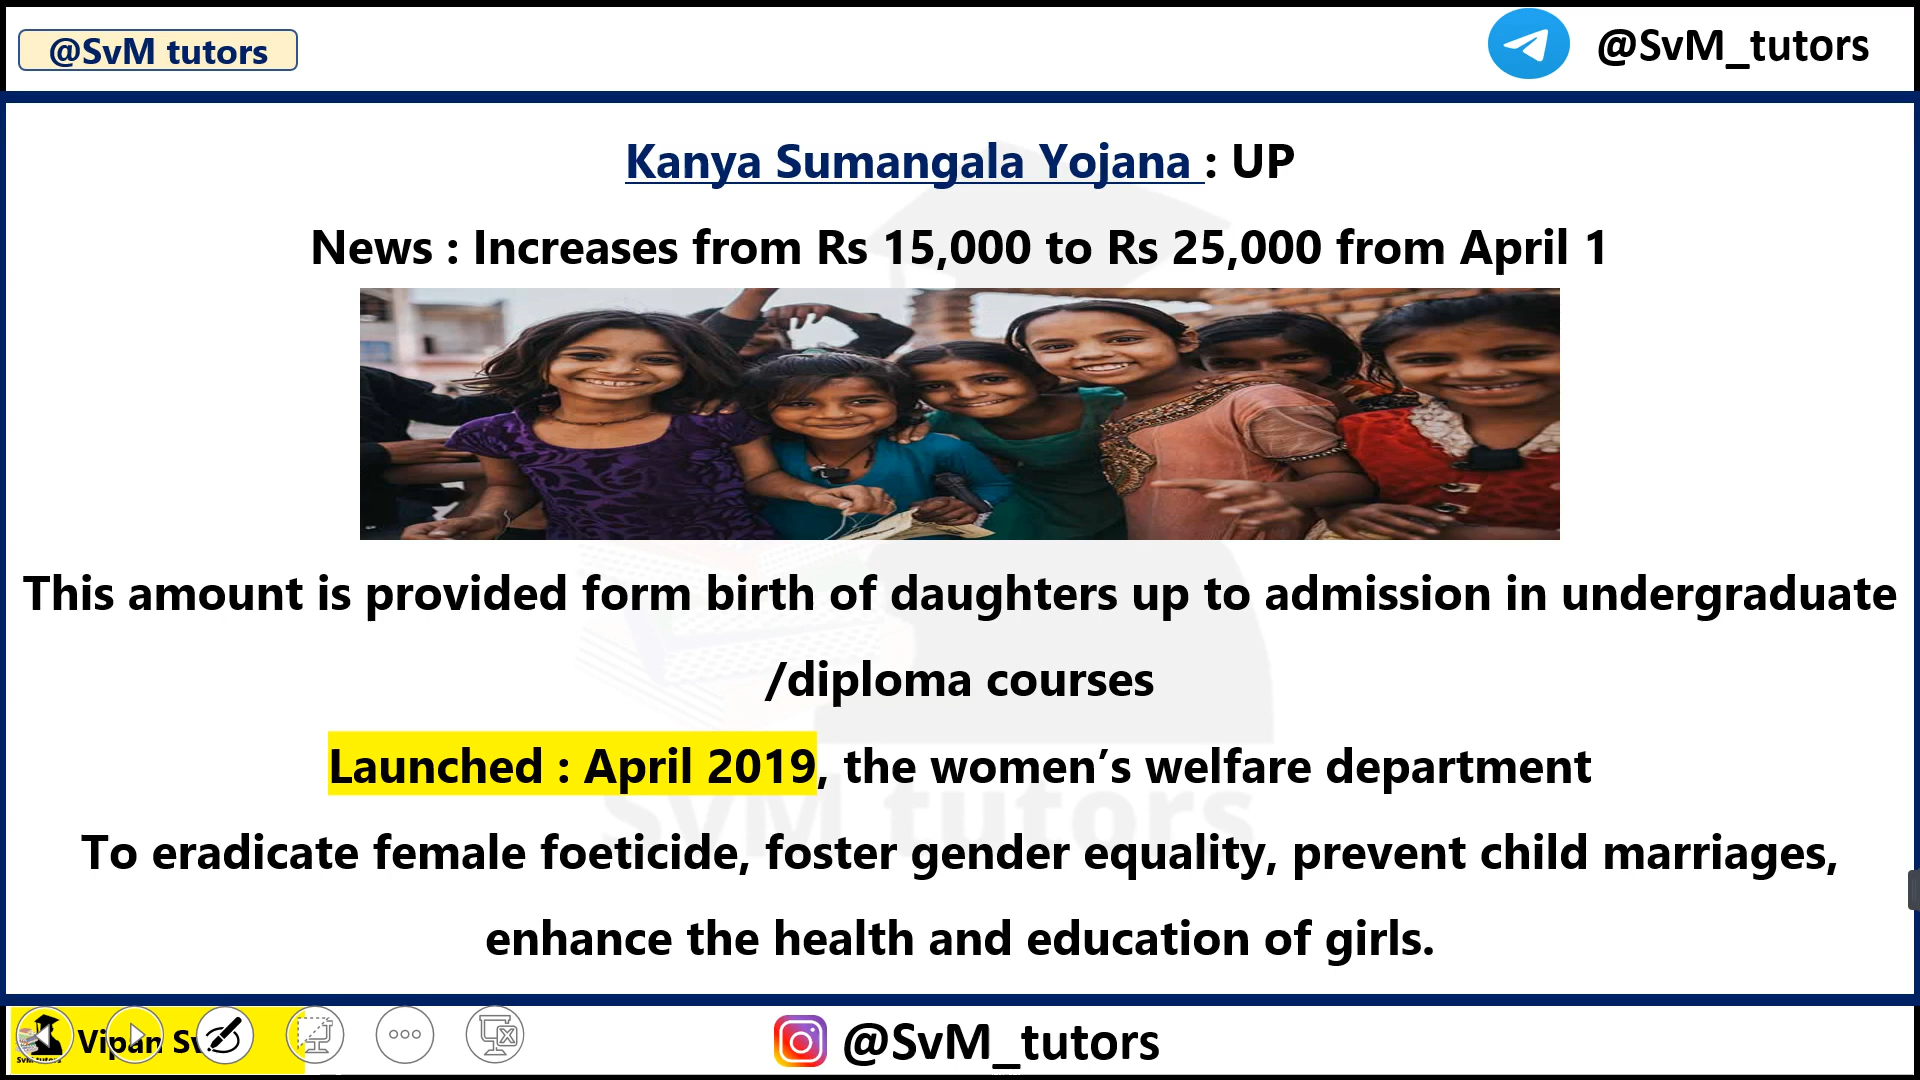 @SvM tutors
@SvM_tutors
Kanya Sumangala Yojana : UP
News : Increases from Rs 15,000 to Rs 25,000 from April 1
This amount is provided form birth of daughters up to admission in undergraduate
/diploma courses
Launched : April 2019, the women’s welfare department
SvM tutors
To eradicate female foeticide, foster gender equality, prevent child marriages,
enhance the health and education of girls.
Vipan
@SvM_tutors